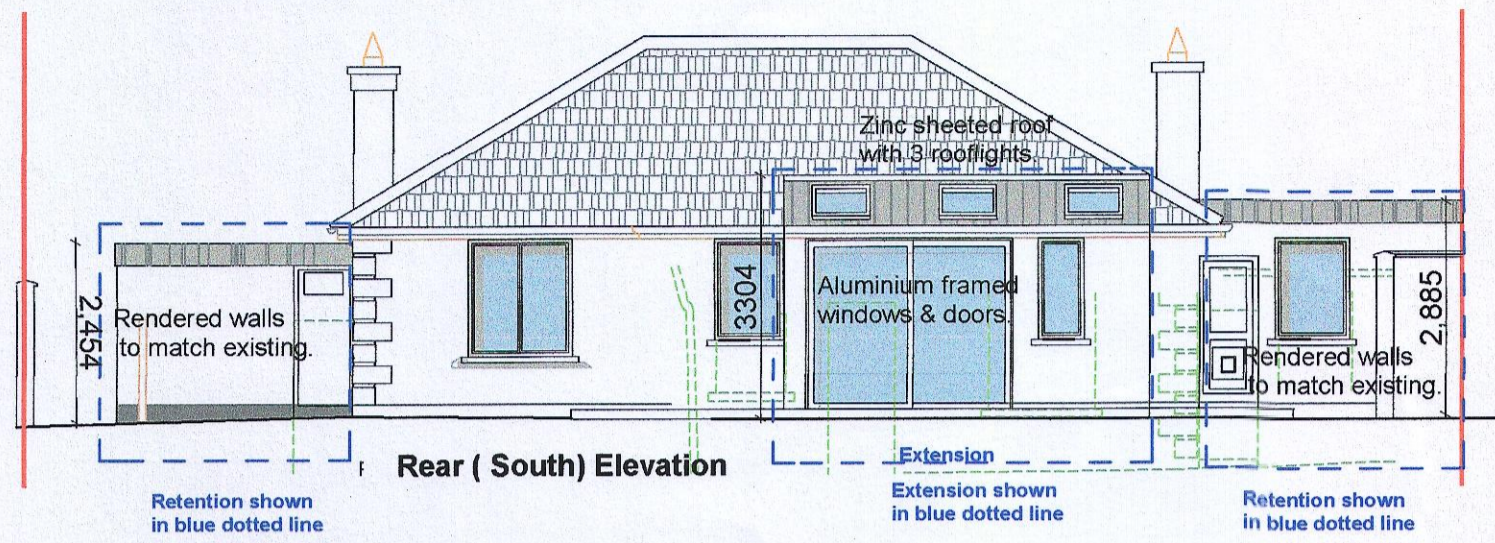 Zinc sheeted roof
with 3 rooflights.
2,454
Rendered walls
to match existing.
3304
Aluminium framed
windows & doors.
Rendered walls
to match existing.
2,885
Rear ( South) Elevation
Extension
Retention shown
in blue dotted line
Extension shown
in blue dotted line
Retention shown
in blue dotted line